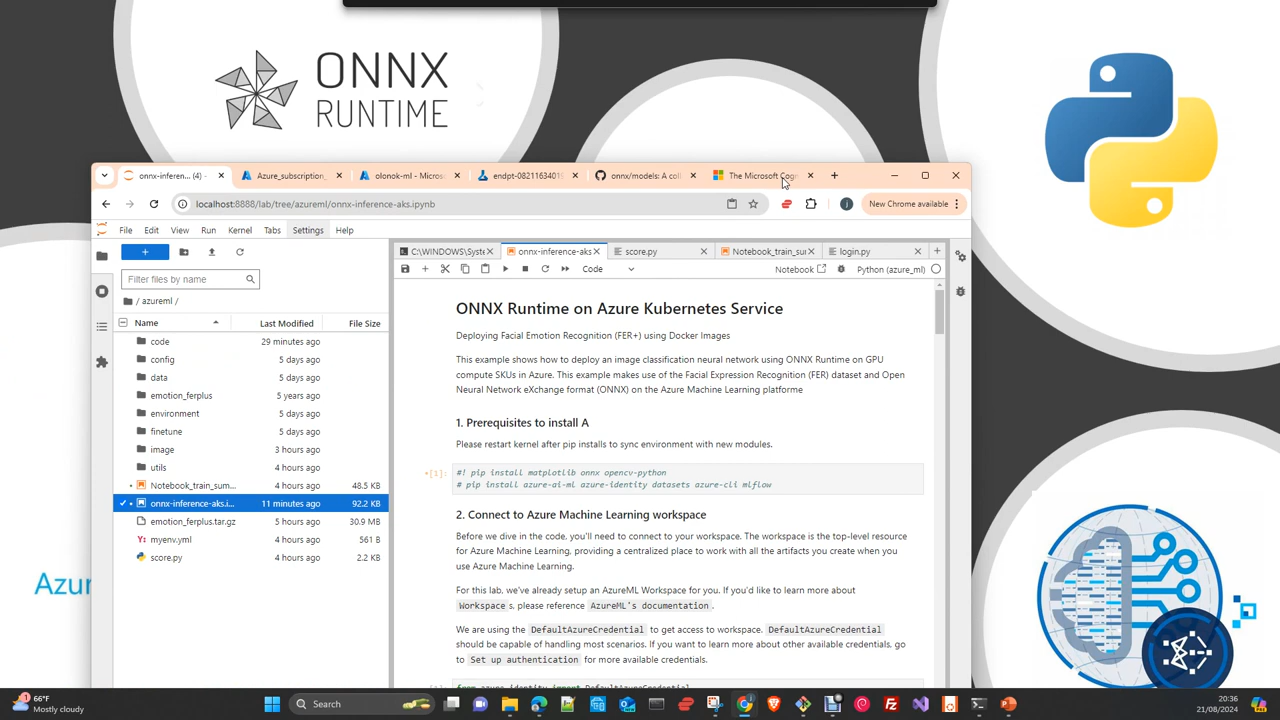 ONNX
RUNTIME
onnx-inferen... (4) -
Azure_subscription_
olonok-ml - Micros
endpt-0821163401
onnx/models: A coll
The Microsoft Cogn
localhost:8888/lab/tree/azureml/onnx-inference-aks.ipynb
New Chrome available
File Edit View Run Kernel Tabs Settings Help
C:\WINDOWS\Syste
onnx-inference-aks
score.py
Notebook_train_su
login.py
Filter files by name
Code
Notebook
Python (azure_ml)
/ azureml /
Name Last Modified File Size
code 29 minutes ago
config 5 days ago
data 5 days ago
emotion_ferplus 5 years ago
environment 5 days ago
finetune 5 days ago
image 3 hours ago
utils 4 hours ago
Notebook_train_sum... 4 hours ago 48.5 KB
onnx-inference-aks.i... 11 minutes ago 92.2 KB
emotion_ferplus.tar.gz 5 hours ago 30.9 MB
myenv.yml 4 hours ago 561 B
score.py 4 hours ago 2.2 KB
ONNX Runtime on Azure Kubernetes Service
Deploying Facial Emotion Recognition (FER+) using Docker Images
This example shows how to deploy an image classification neural network using ONNX Runtime on GPU
compute SKUs in Azure. This example makes use of the Facial Expression Recognition (FER) dataset and Open
Neural Network eXchange format (ONNX) on the Azure Machine Learning platforme
1. Prerequisites to install A
Please restart kernel after pip installs to sync environment with new modules.
[1]:
#! pip install matplotlib onnx opencv-python
# pip install azure-ai-ml azure-identity datasets azure-cli mlflow
2. Connect to Azure Machine Learning workspace
Before we dive in the code, you'll need to connect to your workspace. The workspace is the top-level resource
for Azure Machine Learning, providing a centralized place to work with all the artifacts you create when you
use Azure Machine Learning.
For this lab, we've already setup an AzureML Workspace for you. If you'd like to learn more about
Workspace s, please reference AzureML's documentation .
We are using the DefaultAzureCredential to get access to workspace. DefaultAzureCredential
should be capable of handling most scenarios. If you want to learn more about other available credentials, go
to Set up authentication for more available credentials.
from azure.identity import DefaultAzureCredential
Azur
66°F
Mostly cloudy
Search
20:36
21/08/2024